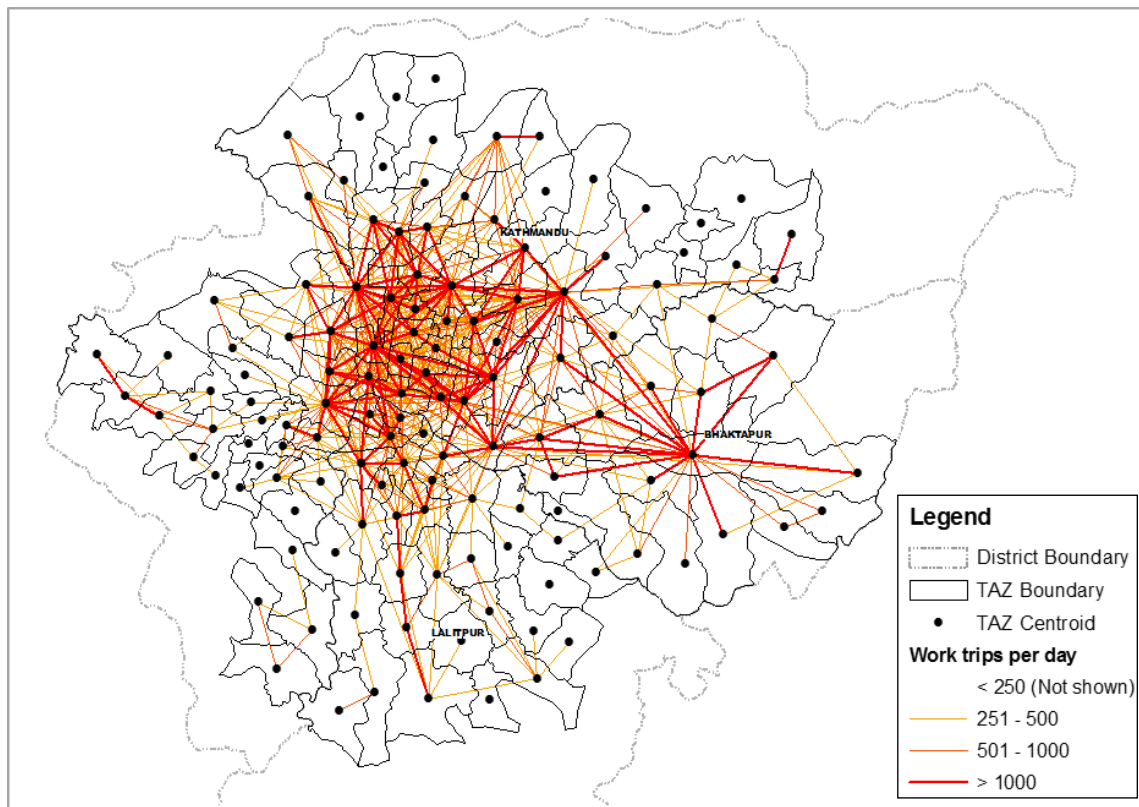 KATHMANDU
BHAKTAPUR
LALITPUR
Legend
District Boundary
TAZ Boundary
TAZ Centroid
Work trips per day
< 250 (Not shown)
251 - 500
501 - 1000
> 1000